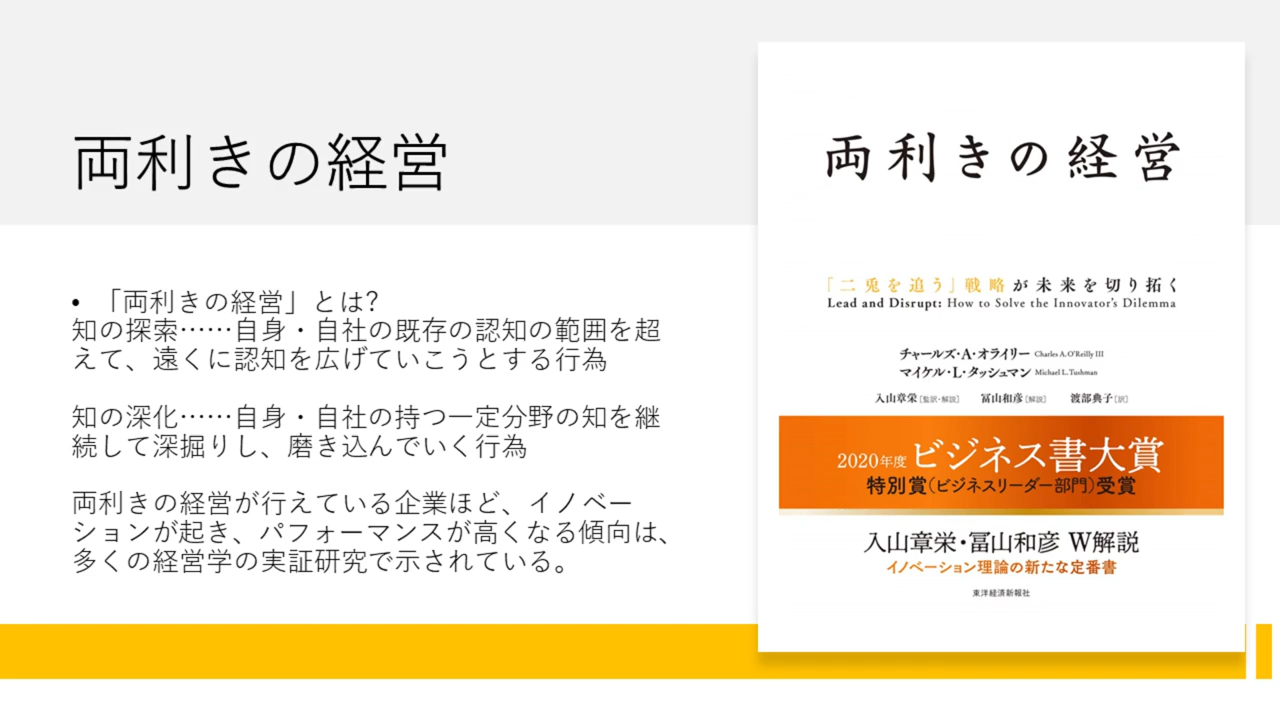 両利きの経営
• 「両利きの経営」とは?
知の探索……自身・自社の既存の認知の範囲を超
えて、遠くに認知を広げていこうとする行為
知の深化……自身・自社の持つ一定分野の知を継
続して深掘りし、磨き込んでいく行為
両利きの経営が行えている企業ほど、イノベー
ションが起き、パフォーマンスが高くなる傾向は、
多くの経営学の実証研究で示されている。
両利きの経営
「二兎を追う」戦略が未来を切り拓く
Lead and Disrupt: How to Solve the Innovator's Dilemma
チャールズ・A・オライリー Charles A. O'Reilly III
マイケル・L・タッシュマン Michael L. Tushman
入山章栄[監訳・解説] 冨山和彦[解説] 渡部典子[訳]
2020年度 ビジネス書大賞
特別賞(ビジネスリーダー部門)受賞
入山章栄・冨山和彦 W解説
イノベーション理論の新たな定番書
東洋経済新報社